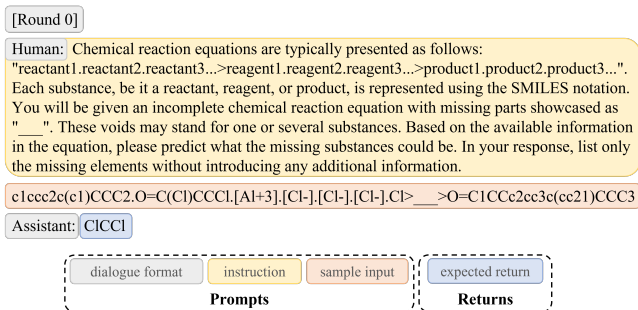 [Round 0]
Human: Chemical reaction equations are typically presented as follows:
"reactant1.reactant2.reactant3...>reagent1.reagent2.reagent3...>product1.product2.product3...".
Each substance, be it a reactant, reagent, or product, is represented using the SMILES notation.
You will be given an incomplete chemical reaction equation with missing parts showcased as
"___". These voids may stand for one or several substances. Based on the available information
in the equation, please predict what the missing substances could be. In your response, list only
the missing elements without introducing any additional information.
c1ccc2c(c1)CCC2.O=C(Cl)CCCl.[Al+3].[Cl-].[Cl-].[Cl-].Cl>___>O=C1CCc2cc3c(cc21)CCC3
Assistant: ClCCl
dialogue format instruction sample input expected return
Prompts Returns